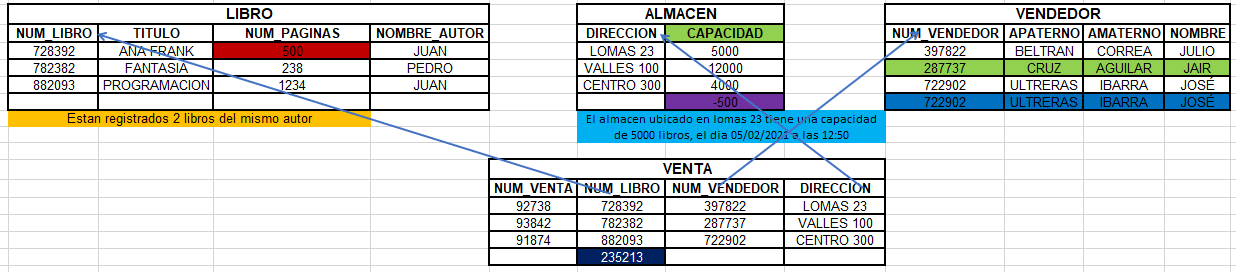 LIBRO
NUM_LIBRO TITULO NUM_PAGINAS NOMBRE_AUTOR
728392 ANA FRANK 500 JUAN
782382 FANTASIA 238 PEDRO
882093 PROGRAMACION 1234 JUAN
Estan registrados 2 libros del mismo autor
ALMACEN
DIRECCION CAPACIDAD
LOMAS 23 5000
VALLES 100 12000
CENTRO 300 4000
-500
El almacen ubicado en lomas 23 tiene una capacidad
de 5000 libros, el dia 05/02/2021 a las 12:50
VENDEDOR
NUM_VENDEDOR APATERNO AMATERNO NOMBRE
397822 BELTRAN CORREA JULIO
287737 CRUZ AGUILAR JAIR
722902 ULTRERAS IBARRA JOSÉ
722902 ULTRERAS IBARRA JOSÉ
VENTA
NUM_VENTA NUM_LIBRO NUM_VENDEDOR DIRECCION
92738 728392 397822 LOMAS 23
93842 782382 287737 VALLES 100
91874 882093 722902 CENTRO 300
235213